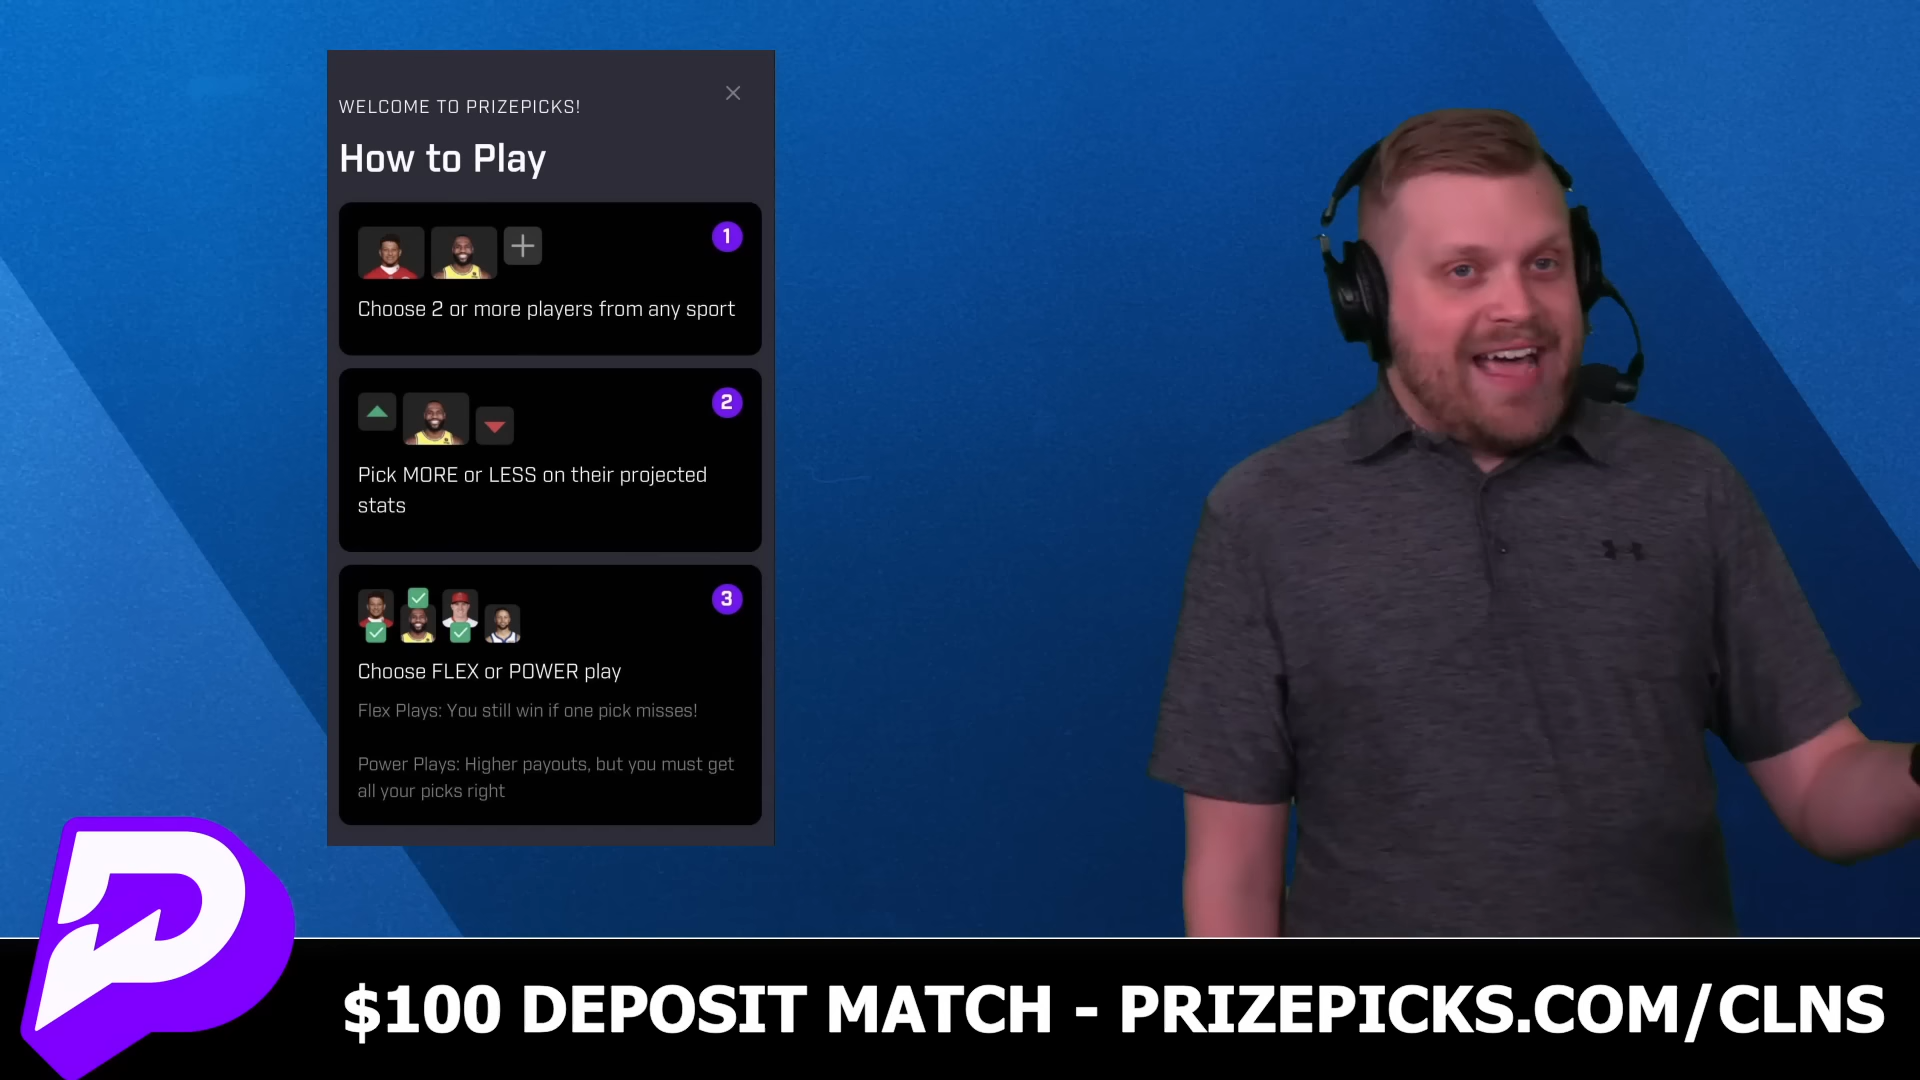 WELCOME TO PRIZEPICKS!
How to Play
1
Choose 2 or more players from any sport
2
Pick MORE or LESS on their projected
stats
3
Choose FLEX or POWER play
Flex Plays: You still win if one pick misses!
Power Plays: Higher payouts, but you must get
all your picks right
$100 DEPOSIT MATCH - PRIZEPICKS.COM/CLNS